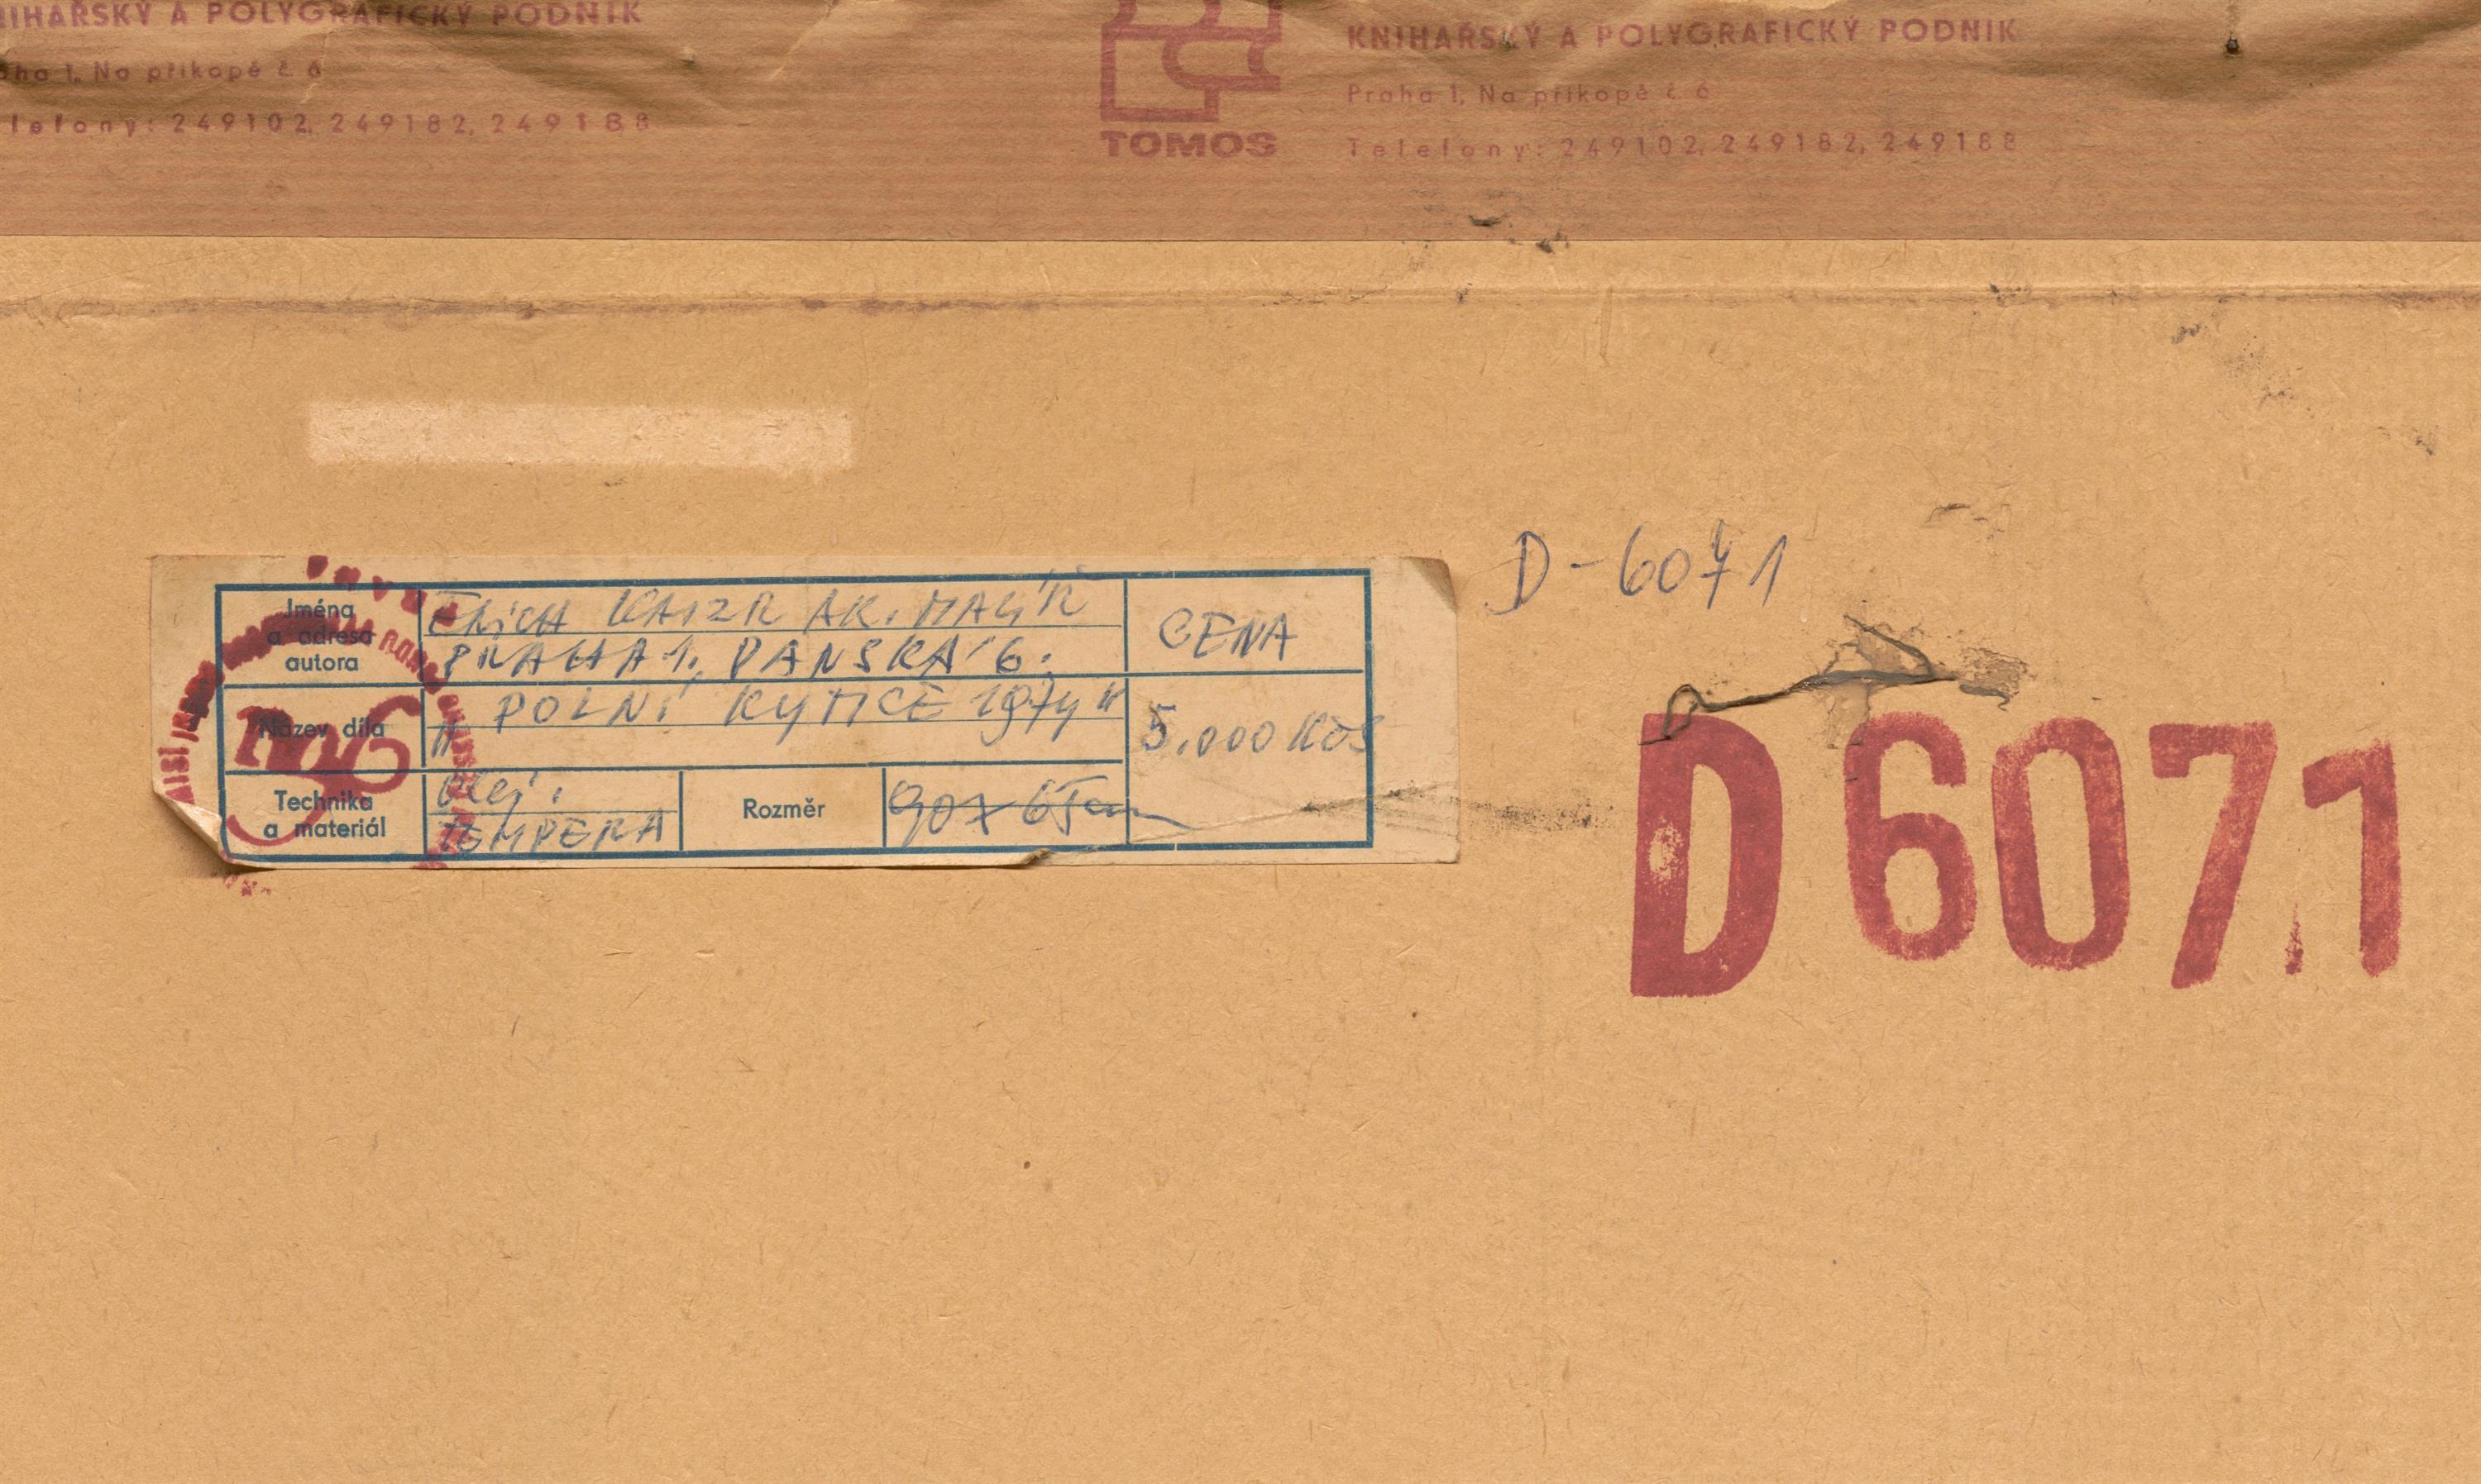 KNIHAŘSKÝ A POLYGRAFICKÝ PODNIK
Praha 1, Na příkopě č. 6
Telefony: 249102, 249182, 249188
TOMOS
KNIHAŘSKÝ A POLYGRAFICKÝ PODNIK
Praha 1, Na příkopě č. 6
Telefony: 249102, 249182, 249188
D-6071
Jména a adresa autora
ERICH KAIZR AK. MALÍŘ
PRAHA 1, PANSKÁ 6.
CENA
Název díla
"POLNÍ KYTICE 1974"
5.000 Kčs
Technika a materiál
OLEJ.
TEMPERA
Rozměr
90x65cm
D 6071